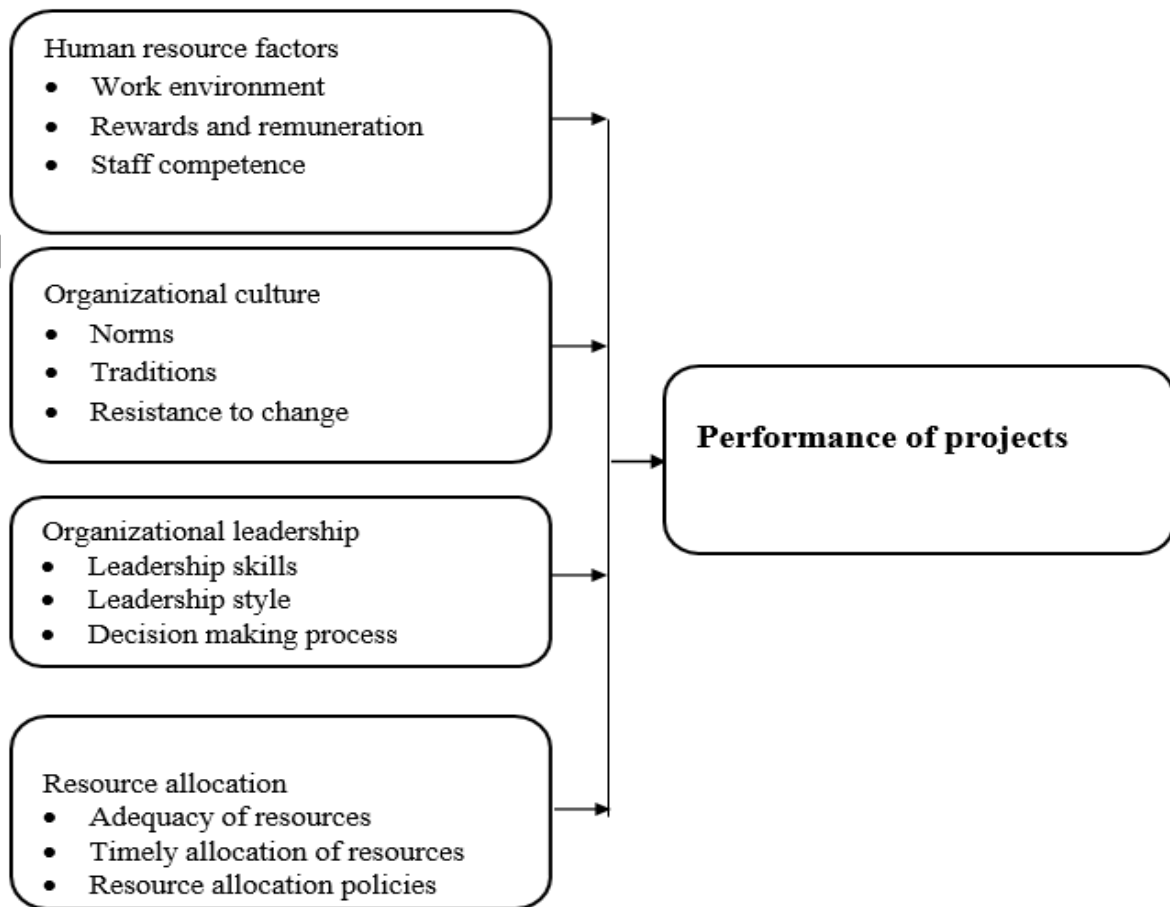 Human resource factors
• Work environment
• Rewards and remuneration
• Staff competence
Organizational culture
• Norms
• Traditions
• Resistance to change
Organizational leadership
• Leadership skills
• Leadership style
• Decision making process
Resource allocation
• Adequacy of resources
• Timely allocation of resources
• Resource allocation policies
Performance of projects